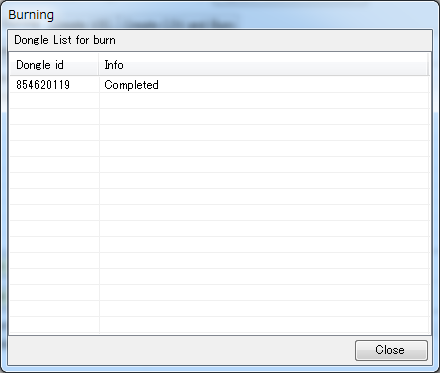 Burning
Dongle List for burn
Dongle id Info
854620119 Completed
Close